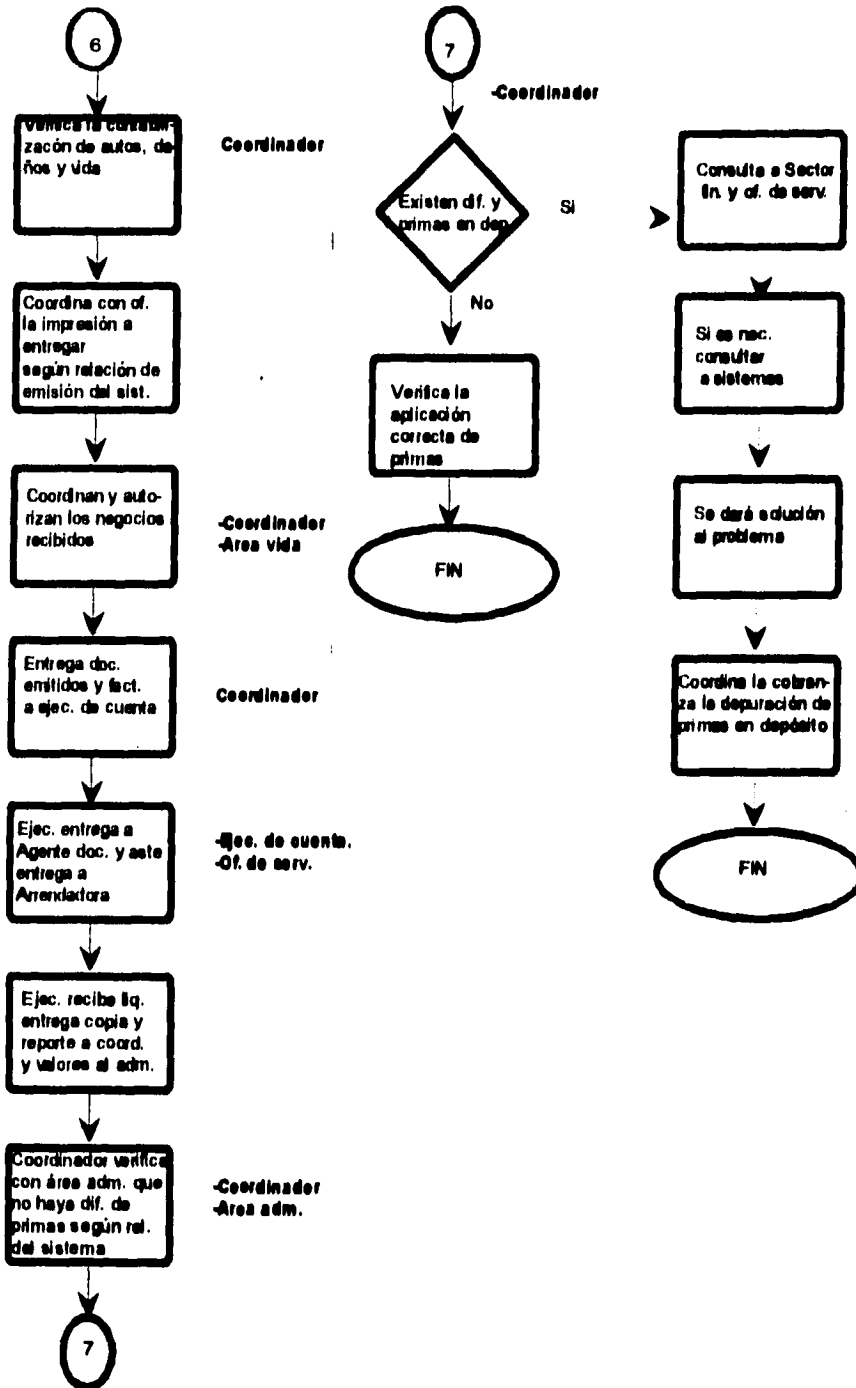 6
Verifica la contabili-
zacón de autos, da-
ños y vida
Coordinador
Coordina con of.
la impresión a
entregar
según relación de
emisión del sist.
Coordinan y auto-
rizan los negocios
recibidos
-Coordinador
-Area vida
Entrega doc.
emitidos y fact.
a ejec. de cuenta
Coordinador
Ejec. entrega a
Agente doc. y este
entrega a
Arrendadora
-Ejec. de cuenta.
-Of. de serv.
Ejec. recibe liq.
entrega copia y
reporte a coord.
y valores al adm.
Coordinador verifica
con área adm. que
no haya dif. de
primas según rel.
del sistema
-Coordinador
-Area adm.
7
7
-Coordinador
Existen dif. y
primas en dep
Si
No
Verifica la
aplicación
correcta de
primas
FIN
Consulta a Sector
fin. y of. de serv.
Si es nec.
consultar
a sistemas
Se dará solución
al problema
Coordina la cobran-
za la depuración de
primas en depósito
FIN